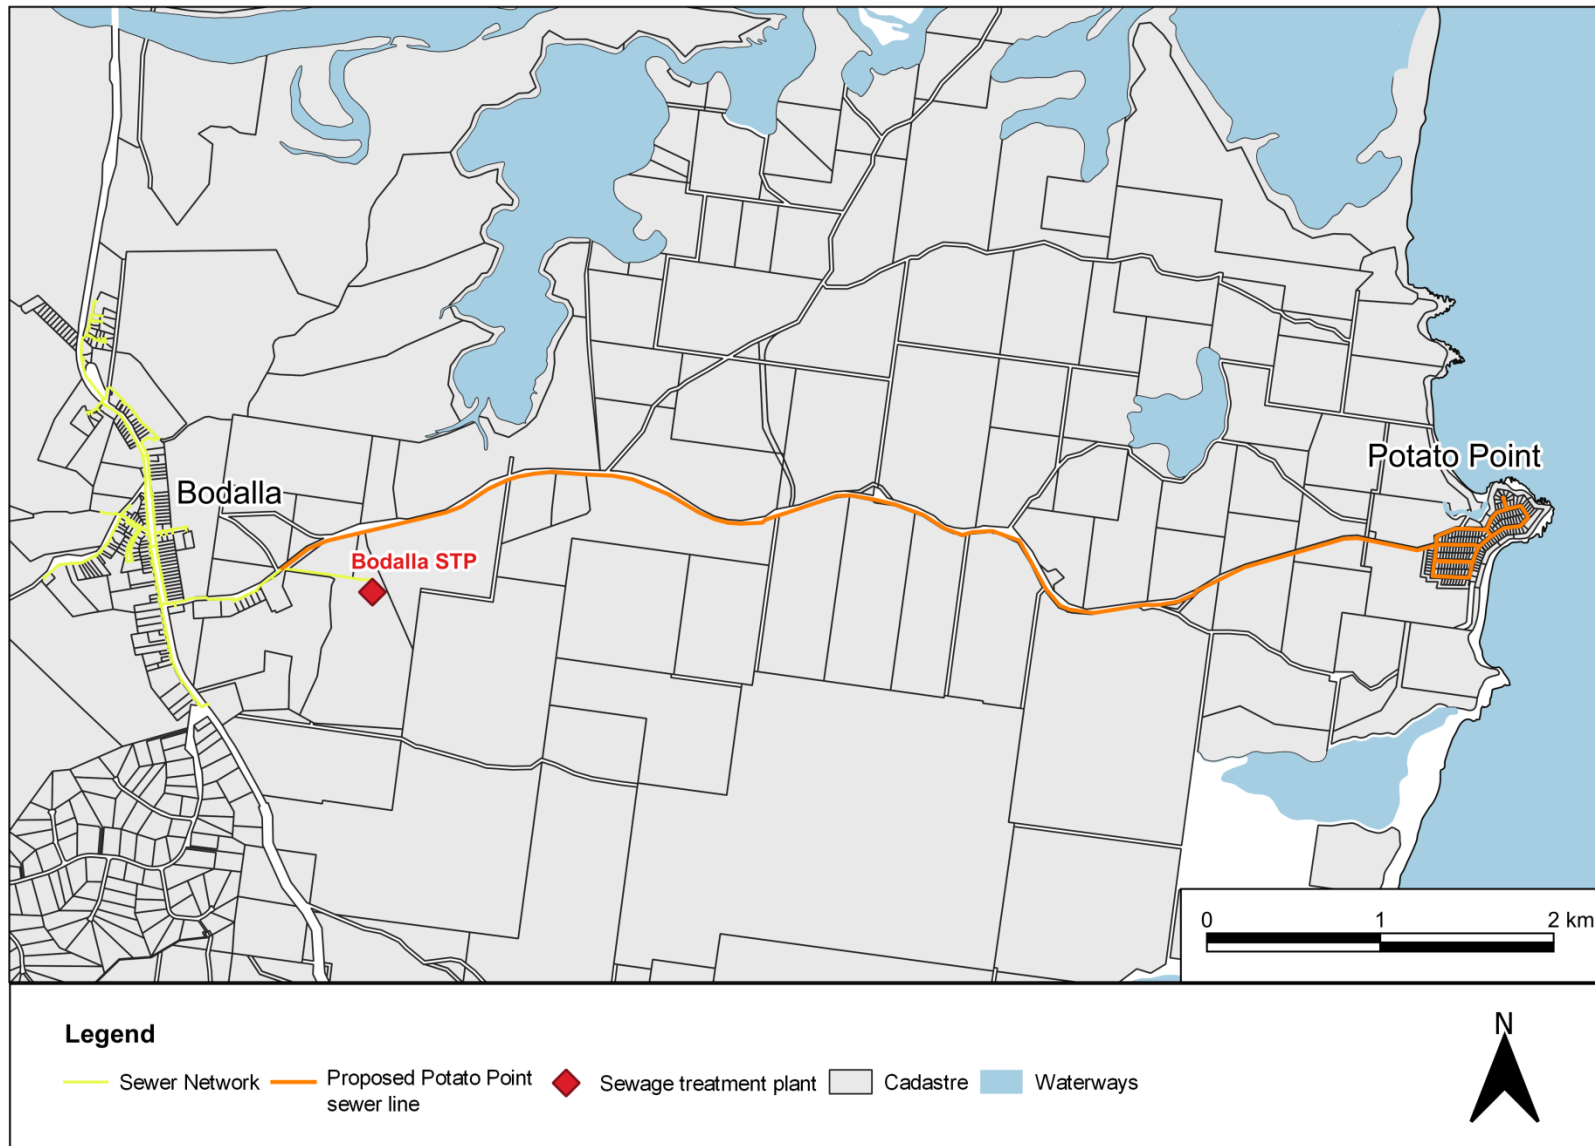 Potato Point
Bodalla
Bodalla STP
0 1 2 km
Legend
N
Sewer Network
Proposed Potato Point
sewer line
Sewage treatment plant
Cadastre
Waterways